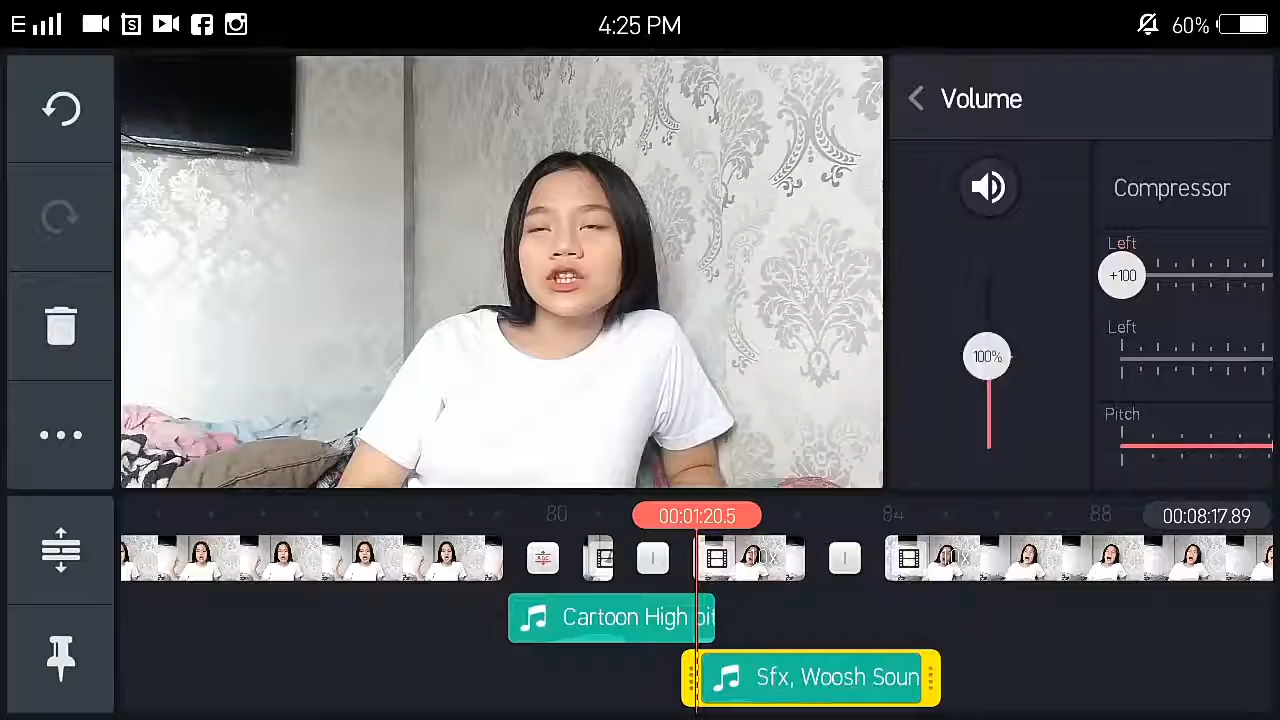 E 4:25 PM 60%
Volume
Compressor
Left
+100
Left
100%
Pitch
80 00:01:20.5 84 88 00:08:17.89
Cartoon High pit
Sfx, Woosh Soun